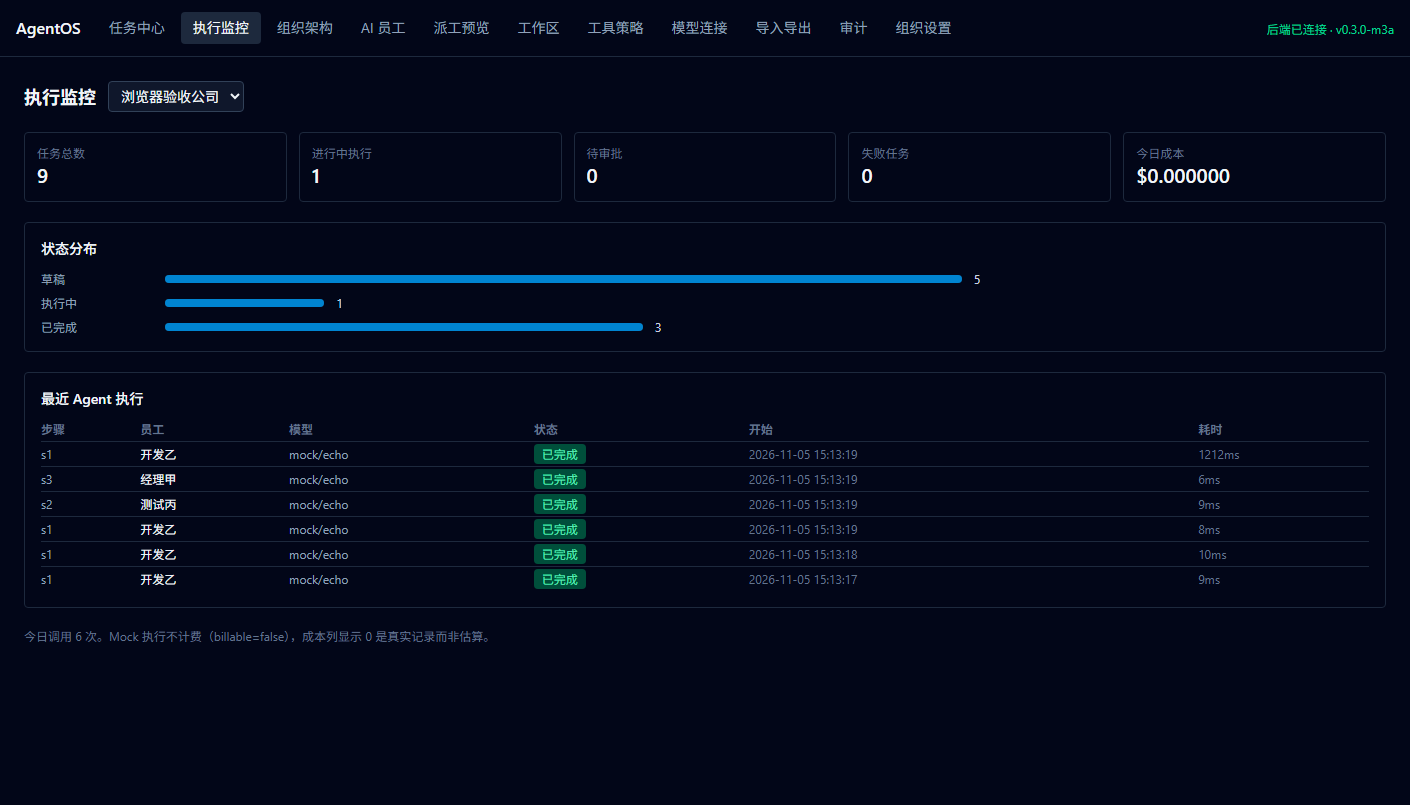 AgentOS 任务中心 执行监控 组织架构 AI 员工 派工预览 工作区 工具策略 模型连接 导入导出 审计 组织设置 后端已连接 · v0.3.0-m3a
执行监控 浏览器验收公司
任务总数 进行中执行 待审批 失败任务 今日成本
9 1 0 0 $0.000000
状态分布
草稿 5
执行中 1
已完成 3
最近 Agent 执行
步骤 员工 模型 状态 开始 耗时
s1 开发乙 mock/echo 已完成 2026-11-05 15:13:19 1212ms
s3 经理甲 mock/echo 已完成 2026-11-05 15:13:19 6ms
s2 测试丙 mock/echo 已完成 2026-11-05 15:13:19 9ms
s1 开发乙 mock/echo 已完成 2026-11-05 15:13:19 8ms
s1 开发乙 mock/echo 已完成 2026-11-05 15:13:18 10ms
s1 开发乙 mock/echo 已完成 2026-11-05 15:13:17 9ms
今日调用 6 次。Mock 执行不计费（billable=false），成本列显示 0 是真实记录而非估算。